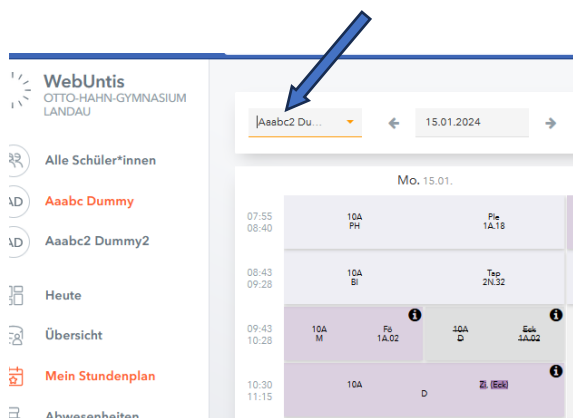 WebUntis
OTTO-HAHN-GYMNASIUM
LANDAU
Alle Schüler*innen
AD Aaabc Dummy
AD Aaabc2 Dummy2
Heute
Übersicht
Mein Stundenplan
Abwesenheiten
Aaabc2 Du...
15.01.2024
Mo. 15.01.
07:55
08:40
10A
PH
Ple
1A.18
08:43
09:28
10A
BI
Tap
2N.32
09:43
10:28
10A
M
Fö
1A.02
10A
D
Eck
1A.02
10:30
11:15
10A
D
Zi, (Eck)